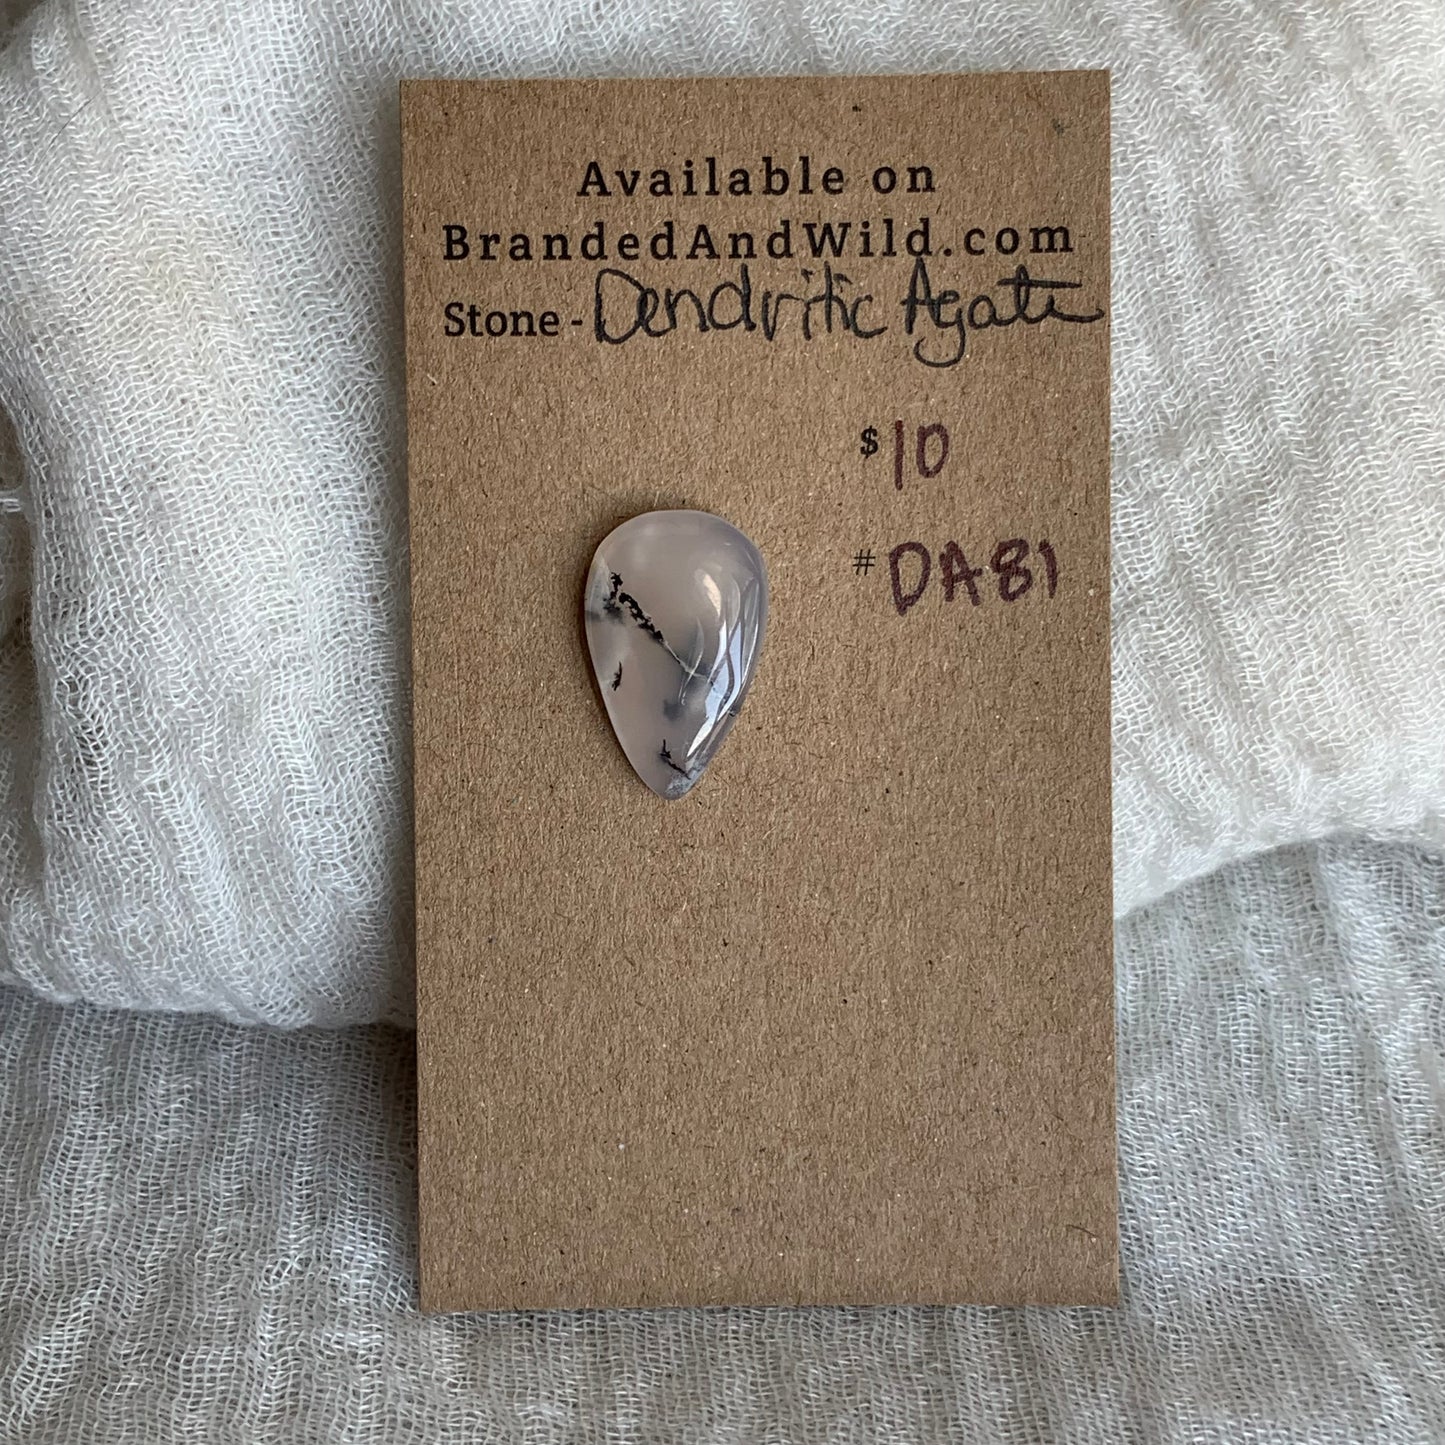 Available on
BrandedAndWild.com
Stone - Dendritic Agate
$10
#DA81